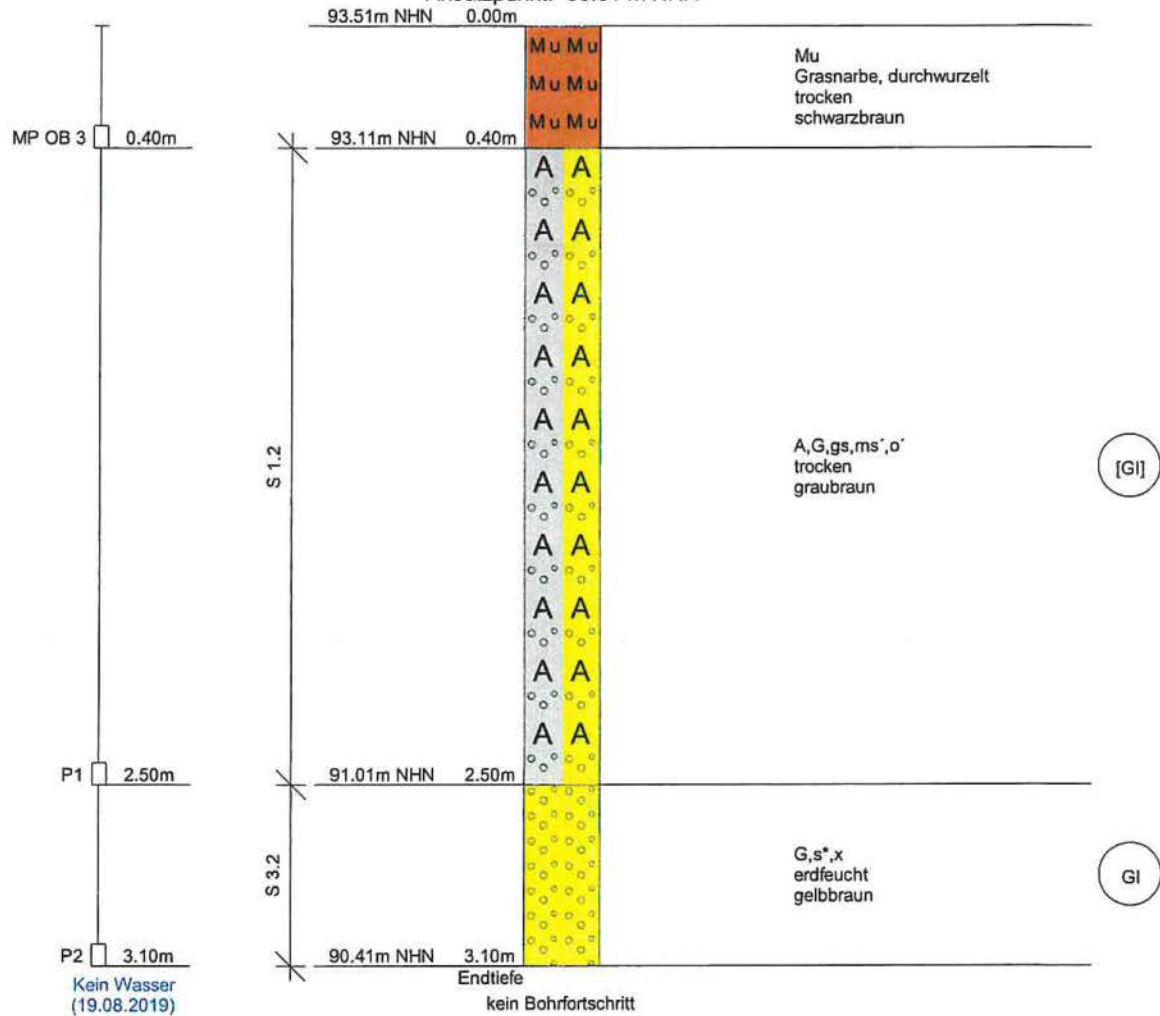 93.51m NHN 0.00m
Mu Mu
Mu Mu
Mu Mu
Mu
Grasnarbe, durchwurzelt
trocken
schwarzbraun
MP OB 3 0.40m
93.11m NHN 0.40m
A A
A A
A A
A A
A A
A A
A A
A A
A A
A A
S 1.2
A,G,gs,ms´,o´
trocken
graubraun
[GI]
P1 2.50m
91.01m NHN 2.50m
S 3.2
G,s*,x
erdfeucht
gelbbraun
GI
P2 3.10m
90.41m NHN 3.10m
Kein Wasser
(19.08.2019)
Endtiefe
kein Bohrfortschritt